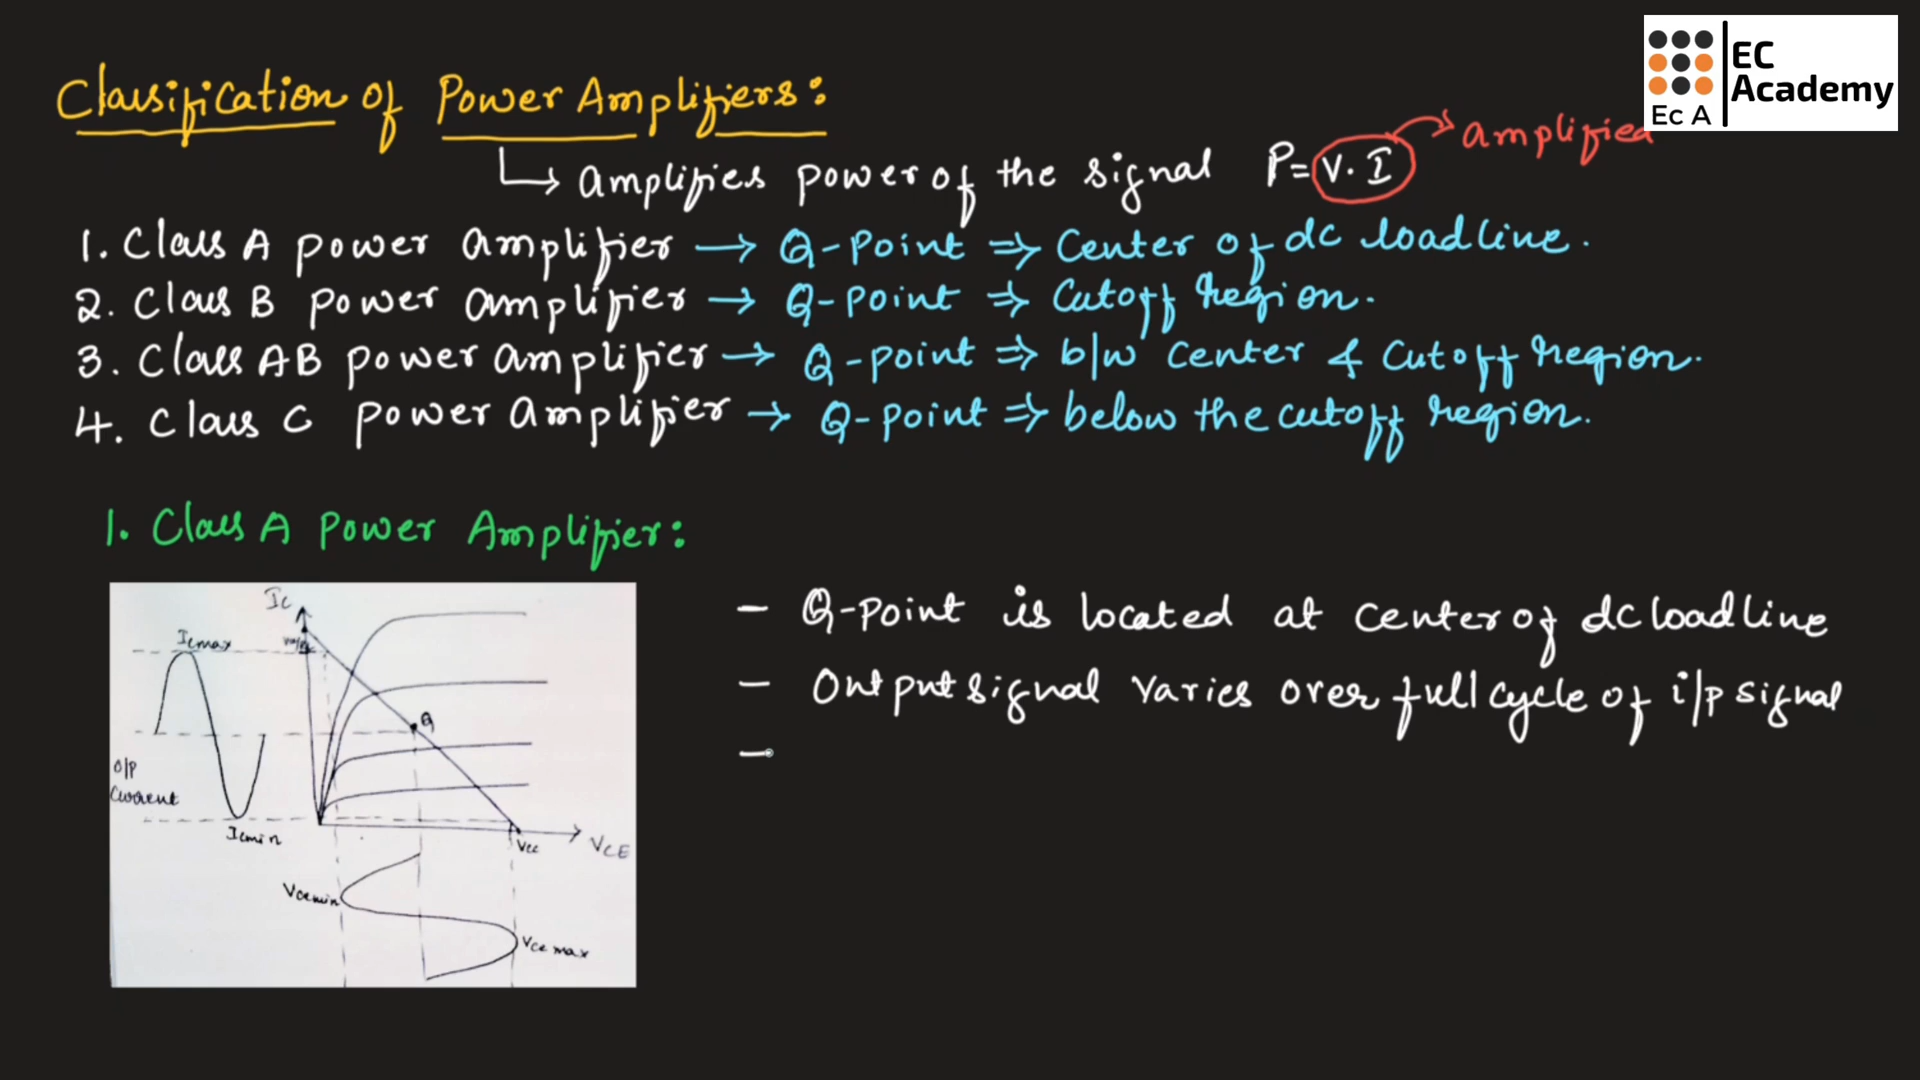 EC
Academy
Ec A
Classification of Power Amplifiers:
↳ amplifies power of the signal P = V. I → amplified
1. Class A power amplifier → Q-Point ⇒ Center of dc loadline.
2. Class B power amplifier → Q-Point ⇒ Cutoff region.
3. Class AB power amplifier → Q-point ⇒ b/w center & cutoff region.
4. Class C power amplifier → Q-point ⇒ below the cutoff region.
1. Class A Power Amplifier:
Ic
Icmax
Q
O/P
Current
Icmin
Vcc
VCE
Vcemin
Vce max
- Q-Point is located at center of dc loadline
- Output signal varies over full cycle of i/p signal
-